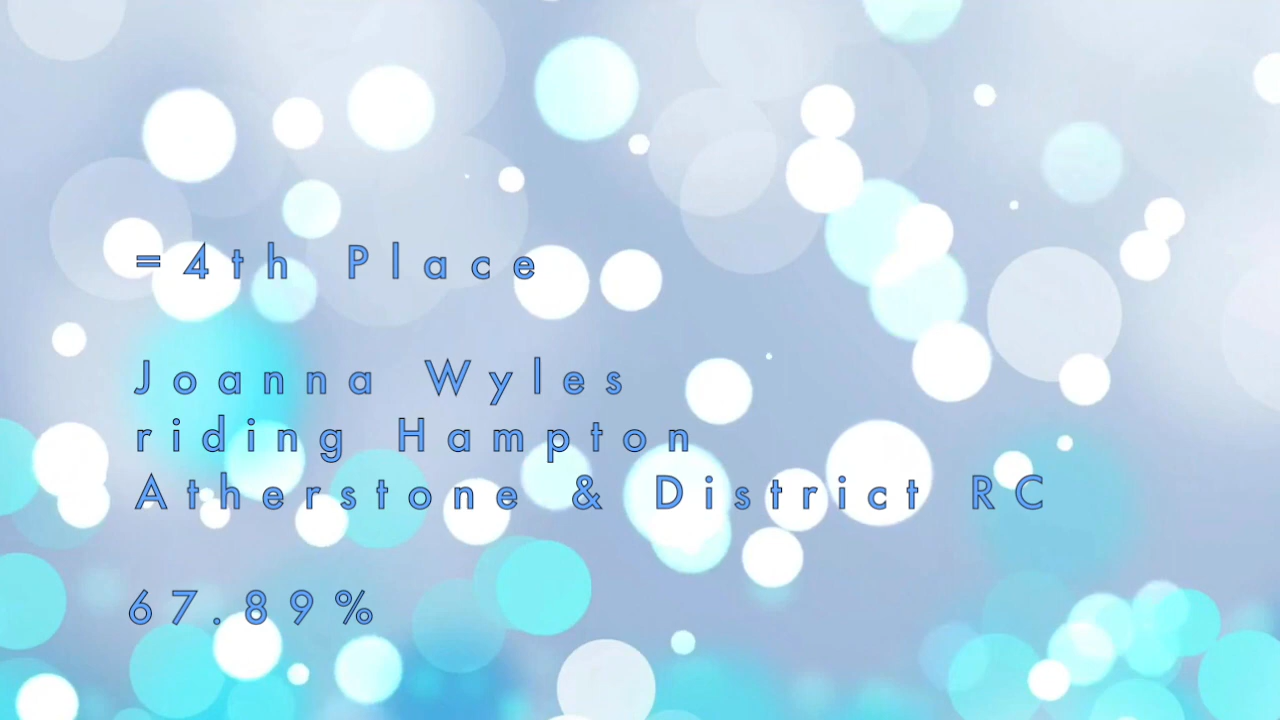 =4th Place
Joanna Wyles
riding Hampton
Atherstone & District RC
67.89%